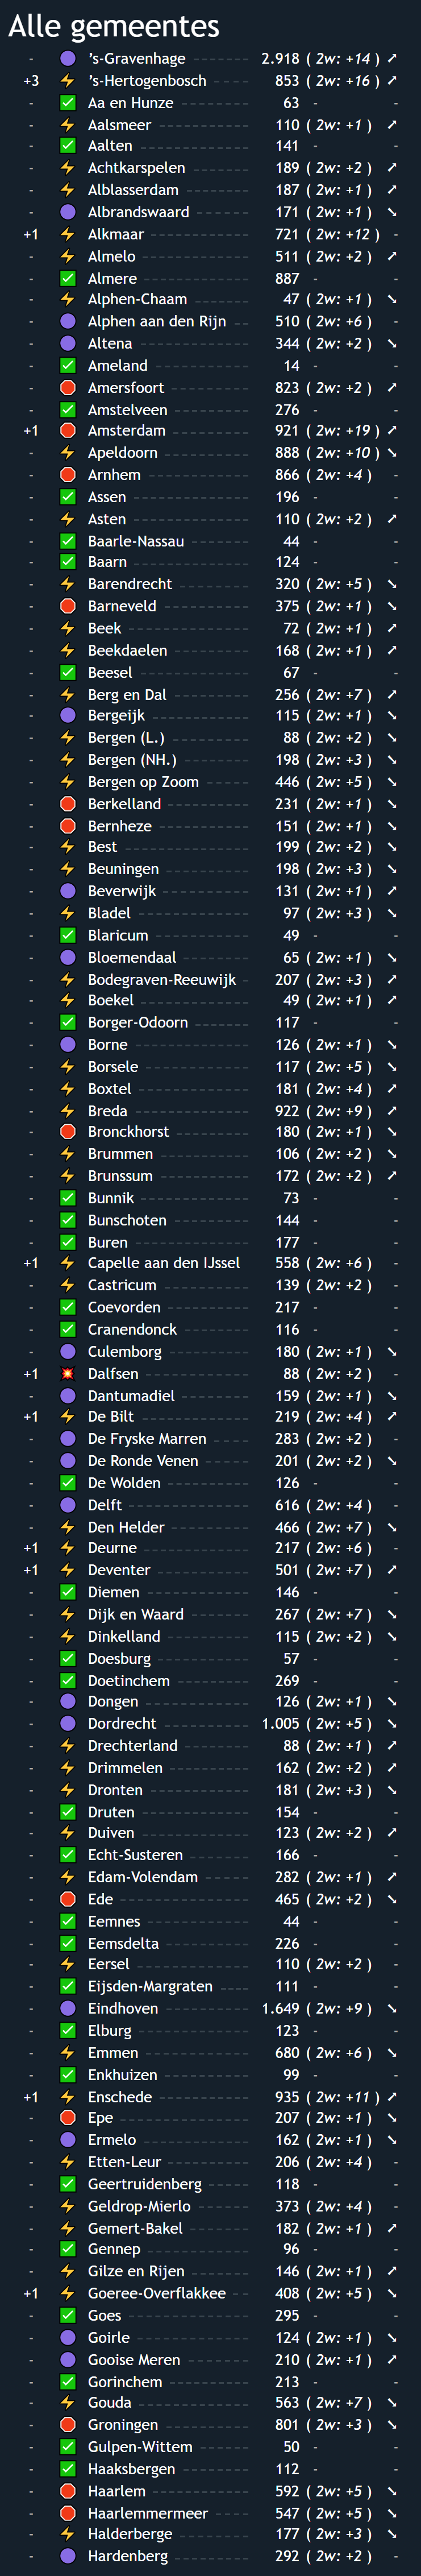 Alle gemeentes
- ’s-Gravenhage 2.918 ( 2w: +14 ) ➚
+3 ’s-Hertogenbosch 853 ( 2w: +16 ) ➚
- Aa en Hunze 63 - -
- Aalsmeer 110 ( 2w: +1 ) ➚
- Aalten 141 - -
- Achtkarspelen 189 ( 2w: +2 ) ➚
- Alblasserdam 187 ( 2w: +1 ) ➚
- Albrandswaard 171 ( 2w: +1 ) ➘
+1 Alkmaar 721 ( 2w: +12 ) -
- Almelo 511 ( 2w: +2 ) ➚
- Almere 887 - -
- Alphen-Chaam 47 ( 2w: +1 ) ➘
- Alphen aan den Rijn 510 ( 2w: +6 ) -
- Altena 344 ( 2w: +2 ) ➘
- Ameland 14 - -
- Amersfoort 823 ( 2w: +2 ) ➚
- Amstelveen 276 - -
+1 Amsterdam 921 ( 2w: +19 ) ➚
- Apeldoorn 888 ( 2w: +10 ) ➘
- Arnhem 866 ( 2w: +4 ) -
- Assen 196 - -
- Asten 110 ( 2w: +2 ) ➚
- Baarle-Nassau 44 - -
- Baarn 124 - -
- Barendrecht 320 ( 2w: +5 ) ➘
- Barneveld 375 ( 2w: +1 ) ➘
- Beek 72 ( 2w: +1 ) ➚
- Beekdaelen 168 ( 2w: +1 ) ➚
- Beesel 67 - -
- Berg en Dal 256 ( 2w: +7 ) ➚
- Bergeijk 115 ( 2w: +1 ) ➘
- Bergen (L.) 88 ( 2w: +2 ) ➘
- Bergen (NH.) 198 ( 2w: +3 ) ➘
- Bergen op Zoom 446 ( 2w: +5 ) ➘
- Berkelland 231 ( 2w: +1 ) ➘
- Bernheze 151 ( 2w: +1 ) ➘
- Best 199 ( 2w: +2 ) ➘
- Beuningen 198 ( 2w: +3 ) ➘
- Beverwijk 131 ( 2w: +1 ) ➚
- Bladel 97 ( 2w: +3 ) ➘
- Blaricum 49 - -
- Bloemendaal 65 ( 2w: +1 ) ➘
- Bodegraven-Reeuwijk 207 ( 2w: +3 ) ➚
- Boekel 49 ( 2w: +1 ) ➚
- Borger-Odoorn 117 - -
- Borne 126 ( 2w: +1 ) ➘
- Borsele 117 ( 2w: +5 ) ➘
- Boxtel 181 ( 2w: +4 ) ➚
- Breda 922 ( 2w: +9 ) ➚
- Bronckhorst 180 ( 2w: +1 ) ➘
- Brummen 106 ( 2w: +2 ) ➘
- Brunssum 172 ( 2w: +2 ) ➚
- Bunnik 73 - -
- Bunschoten 144 - -
- Buren 177 - -
+1 Capelle aan den IJssel 558 ( 2w: +6 ) -
- Castricum 139 ( 2w: +2 ) -
- Coevorden 217 - -
- Cranendonck 116 - -
- Culemborg 180 ( 2w: +1 ) ➘
+1 Dalfsen 88 ( 2w: +2 ) -
- Dantumadiel 159 ( 2w: +1 ) ➘
+1 De Bilt 219 ( 2w: +4 ) ➚
- De Fryske Marren 283 ( 2w: +2 ) -
- De Ronde Venen 201 ( 2w: +2 ) ➘
- De Wolden 126 - -
- Delft 616 ( 2w: +4 ) -
- Den Helder 466 ( 2w: +7 ) ➘
+1 Deurne 217 ( 2w: +6 ) -
+1 Deventer 501 ( 2w: +7 ) ➚
- Diemen 146 - -
- Dijk en Waard 267 ( 2w: +7 ) ➘
- Dinkelland 115 ( 2w: +2 ) ➘
- Doesburg 57 - -
- Doetinchem 269 - -
- Dongen 126 ( 2w: +1 ) ➘
- Dordrecht 1.005 ( 2w: +5 ) ➘
- Drechterland 88 ( 2w: +1 ) ➚
- Drimmelen 162 ( 2w: +2 ) ➚
- Dronten 181 ( 2w: +3 ) ➘
- Druten 154 - -
- Duiven 123 ( 2w: +2 ) ➚
- Echt-Susteren 166 - -
- Edam-Volendam 282 ( 2w: +1 ) ➚
- Ede 465 ( 2w: +2 ) ➘
- Eemnes 44 - -
- Eemsdelta 226 - -
- Eersel 110 ( 2w: +2 ) -
- Eijsden-Margraten 111 - -
- Eindhoven 1.649 ( 2w: +9 ) ➘
- Elburg 123 - -
- Emmen 680 ( 2w: +6 ) ➘
- Enkhuizen 99 - -
+1 Enschede 935 ( 2w: +11 ) ➚
- Epe 207 ( 2w: +1 ) ➘
- Ermelo 162 ( 2w: +1 ) ➘
- Etten-Leur 206 ( 2w: +4 ) -
- Geertruidenberg 118 - -
- Geldrop-Mierlo 373 ( 2w: +4 ) -
- Gemert-Bakel 182 ( 2w: +1 ) ➚
- Gennep 96 - -
- Gilze en Rijen 146 ( 2w: +1 ) ➚
+1 Goeree-Overflakkee 408 ( 2w: +5 ) ➘
- Goes 295 - -
- Goirle 124 ( 2w: +1 ) ➘
- Gooise Meren 210 ( 2w: +1 ) ➚
- Gorinchem 213 - -
- Gouda 563 ( 2w: +7 ) ➘
- Groningen 801 ( 2w: +3 ) ➘
- Gulpen-Wittem 50 - -
- Haaksbergen 112 - -
- Haarlem 592 ( 2w: +5 ) ➘
- Haarlemmermeer 547 ( 2w: +5 ) ➘
- Halderberge 177 ( 2w: +3 ) ➘
- Hardenberg 292 ( 2w: +2 ) -